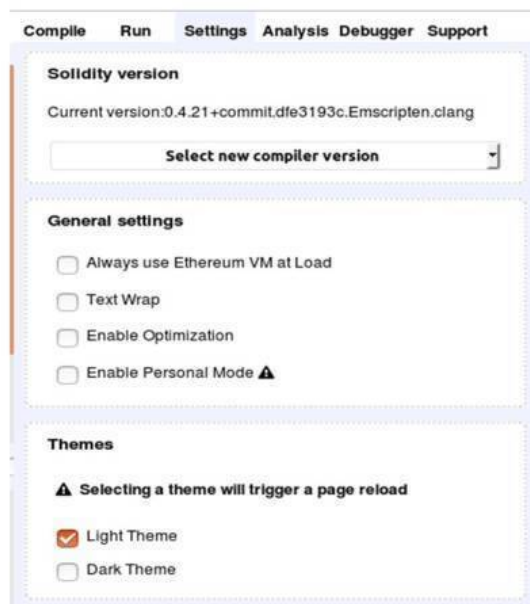 Compile Run Settings Analysis Debugger Support
Solidity version
Current version:0.4.21+commit.dfe3193c.Emscripten.clang
Select new compiler version
General settings
Always use Ethereum VM at Load
Text Wrap
Enable Optimization
Enable Personal Mode
Themes
Selecting a theme will trigger a page reload
Light Theme
Dark Theme